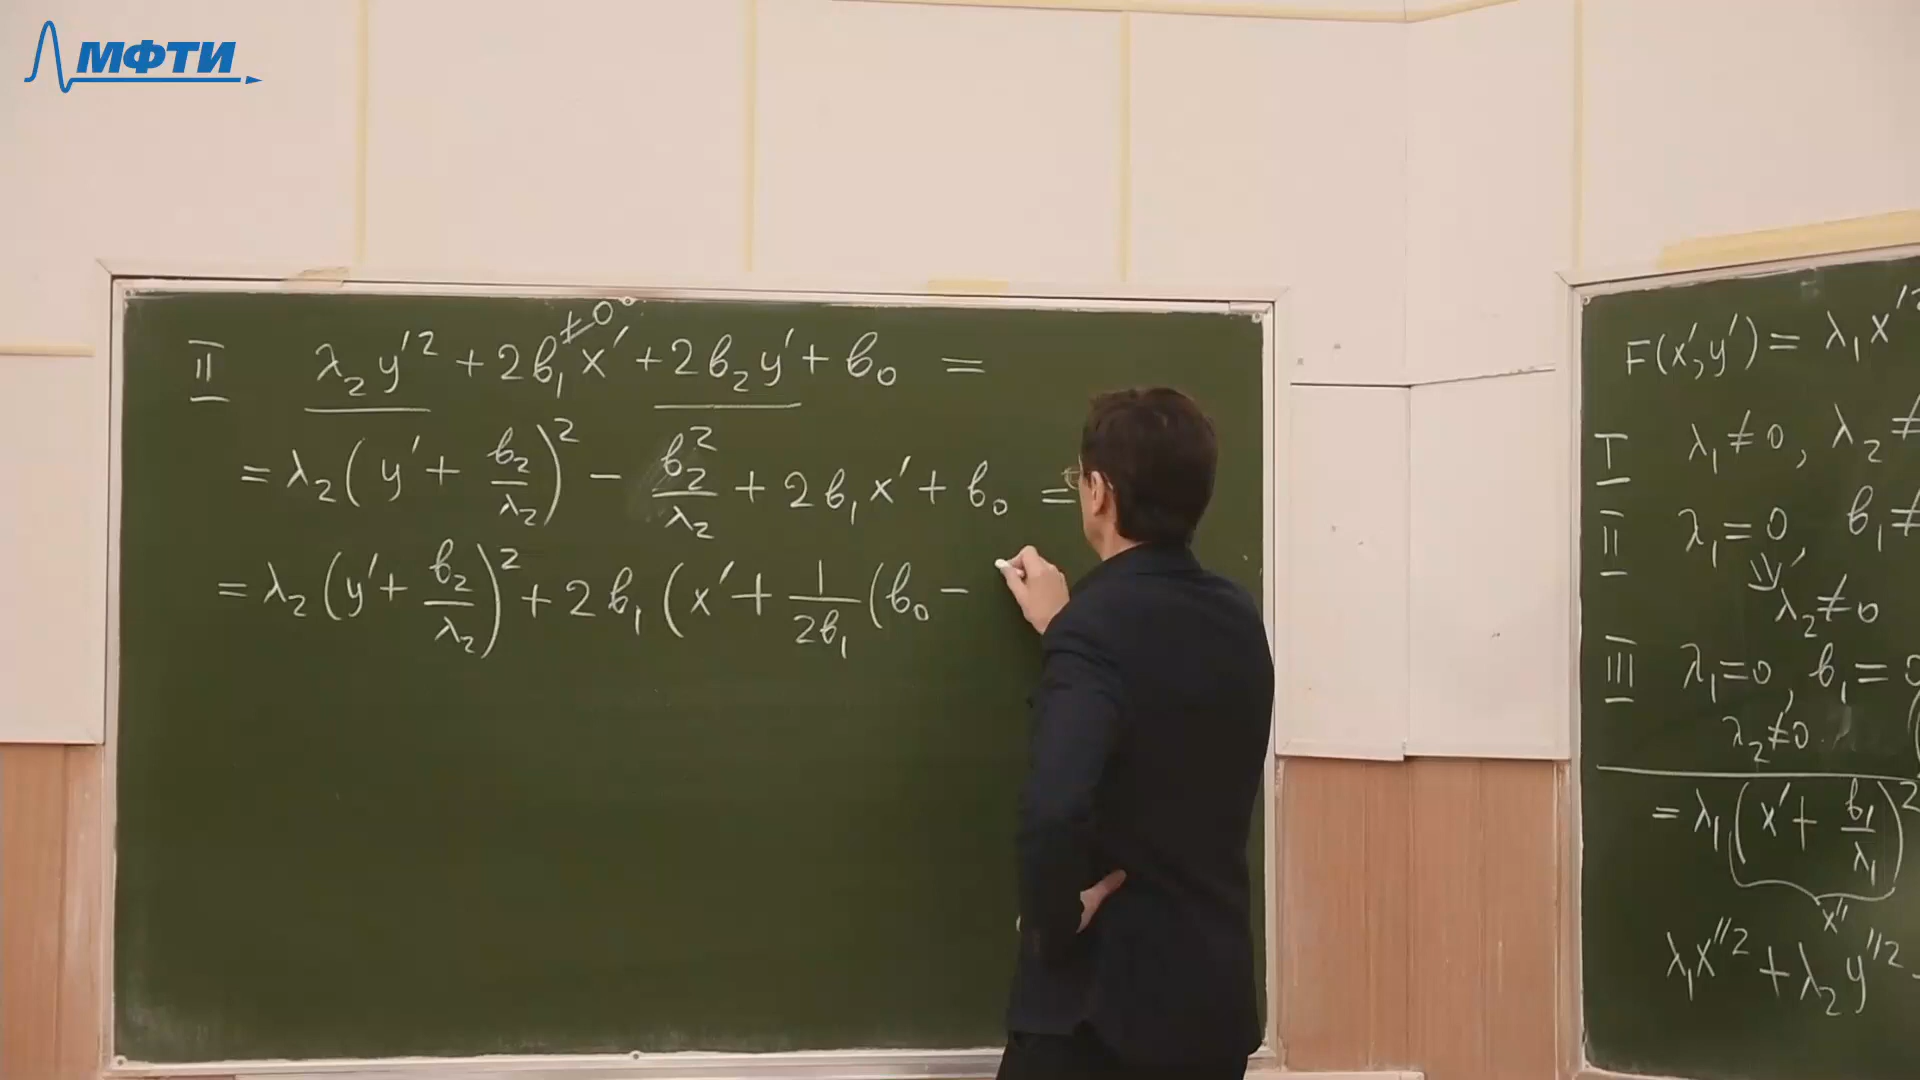 МФТИ
II λ₂y'² + 2b₁x' + 2b₂y' + b₀ =
≠0
= λ₂(y' + b₂/λ₂)² − b₂²/λ₂ + 2b₁x' + b₀ =
= λ₂(y' + b₂/λ₂)² + 2b₁(x' + 1/2b₁(b₀ −
F(x', y') = λ₁x'²
I λ₁ ≠ 0, λ₂ ≠
II λ₁ = 0, b₁ ≠
⇓
λ₂ ≠ 0
III λ₁ = 0, b₁ = 0
λ₂ ≠ 0
= λ₁(x' + b₁/λ₁)²
x''
λ₁x''² + λ₂y''²